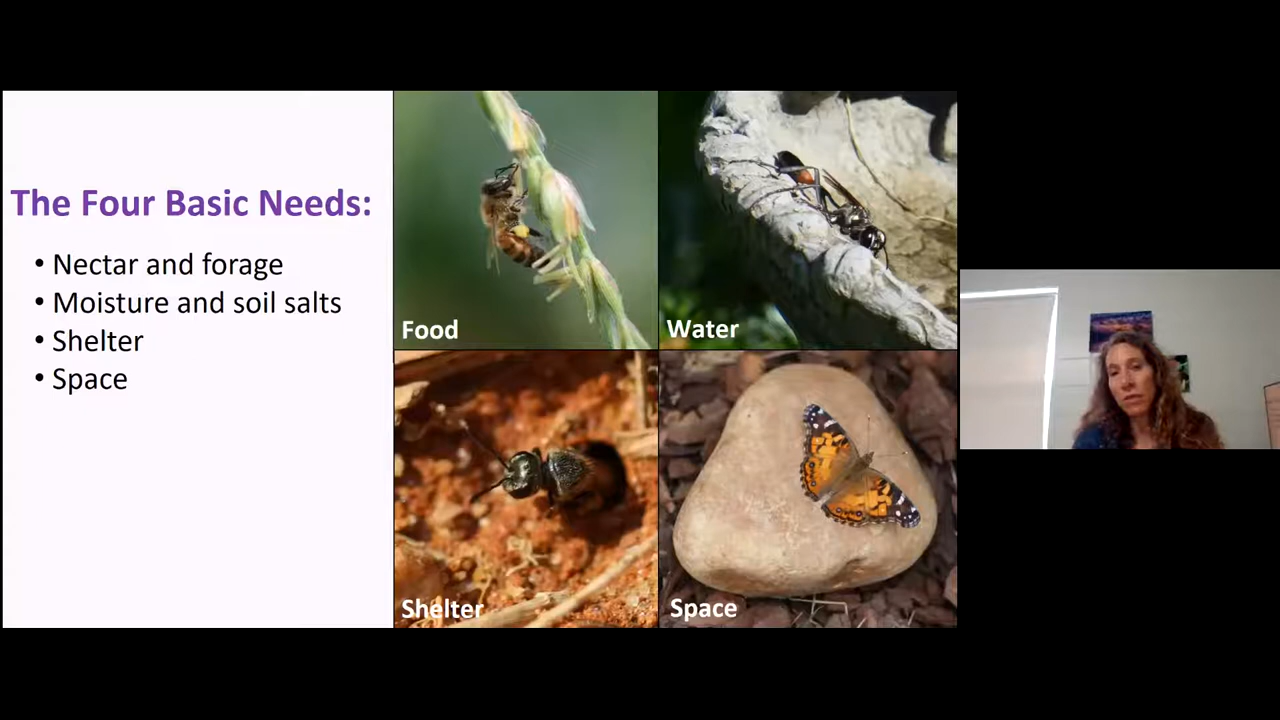 The Four Basic Needs:
• Nectar and forage
• Moisture and soil salts
• Shelter
• Space
Food
Water
Shelter
Space